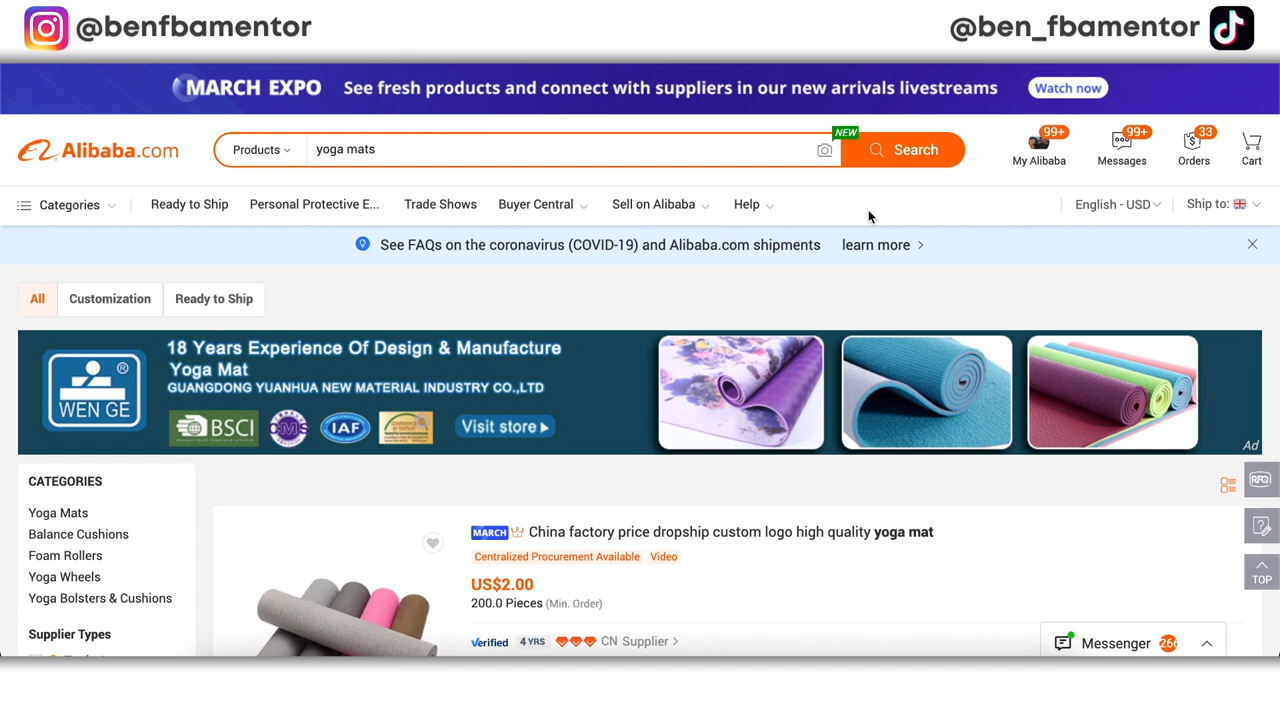 @benfbamentor
@ben_fbamentor
MARCH EXPO See fresh products and connect with suppliers in our new arrivals livestreams Watch now
Alibaba.com
Products
yoga mats
NEW
Search
99+
My Alibaba
99+
Messages
33
Orders
Cart
Categories
Ready to Ship
Personal Protective E...
Trade Shows
Buyer Central
Sell on Alibaba
Help
English - USD
Ship to:
See FAQs on the coronavirus (COVID-19) and Alibaba.com shipments learn more
All
Customization
Ready to Ship
WEN GE
®
18 Years Experience Of Design & Manufacture
Yoga Mat
GUANGDONG YUANHUA NEW MATERIAL INDUSTRY CO.,LTD
BSCI
IAF
Visit store
Ad
CATEGORIES
Yoga Mats
Balance Cushions
Foam Rollers
Yoga Wheels
Yoga Bolsters & Cushions
Supplier Types
RFQ
TOP
MARCH China factory price dropship custom logo high quality yoga mat
Centralized Procurement Available Video
US$2.00
200.0 Pieces (Min. Order)
Verified 4 YRS CN Supplier
Messenger